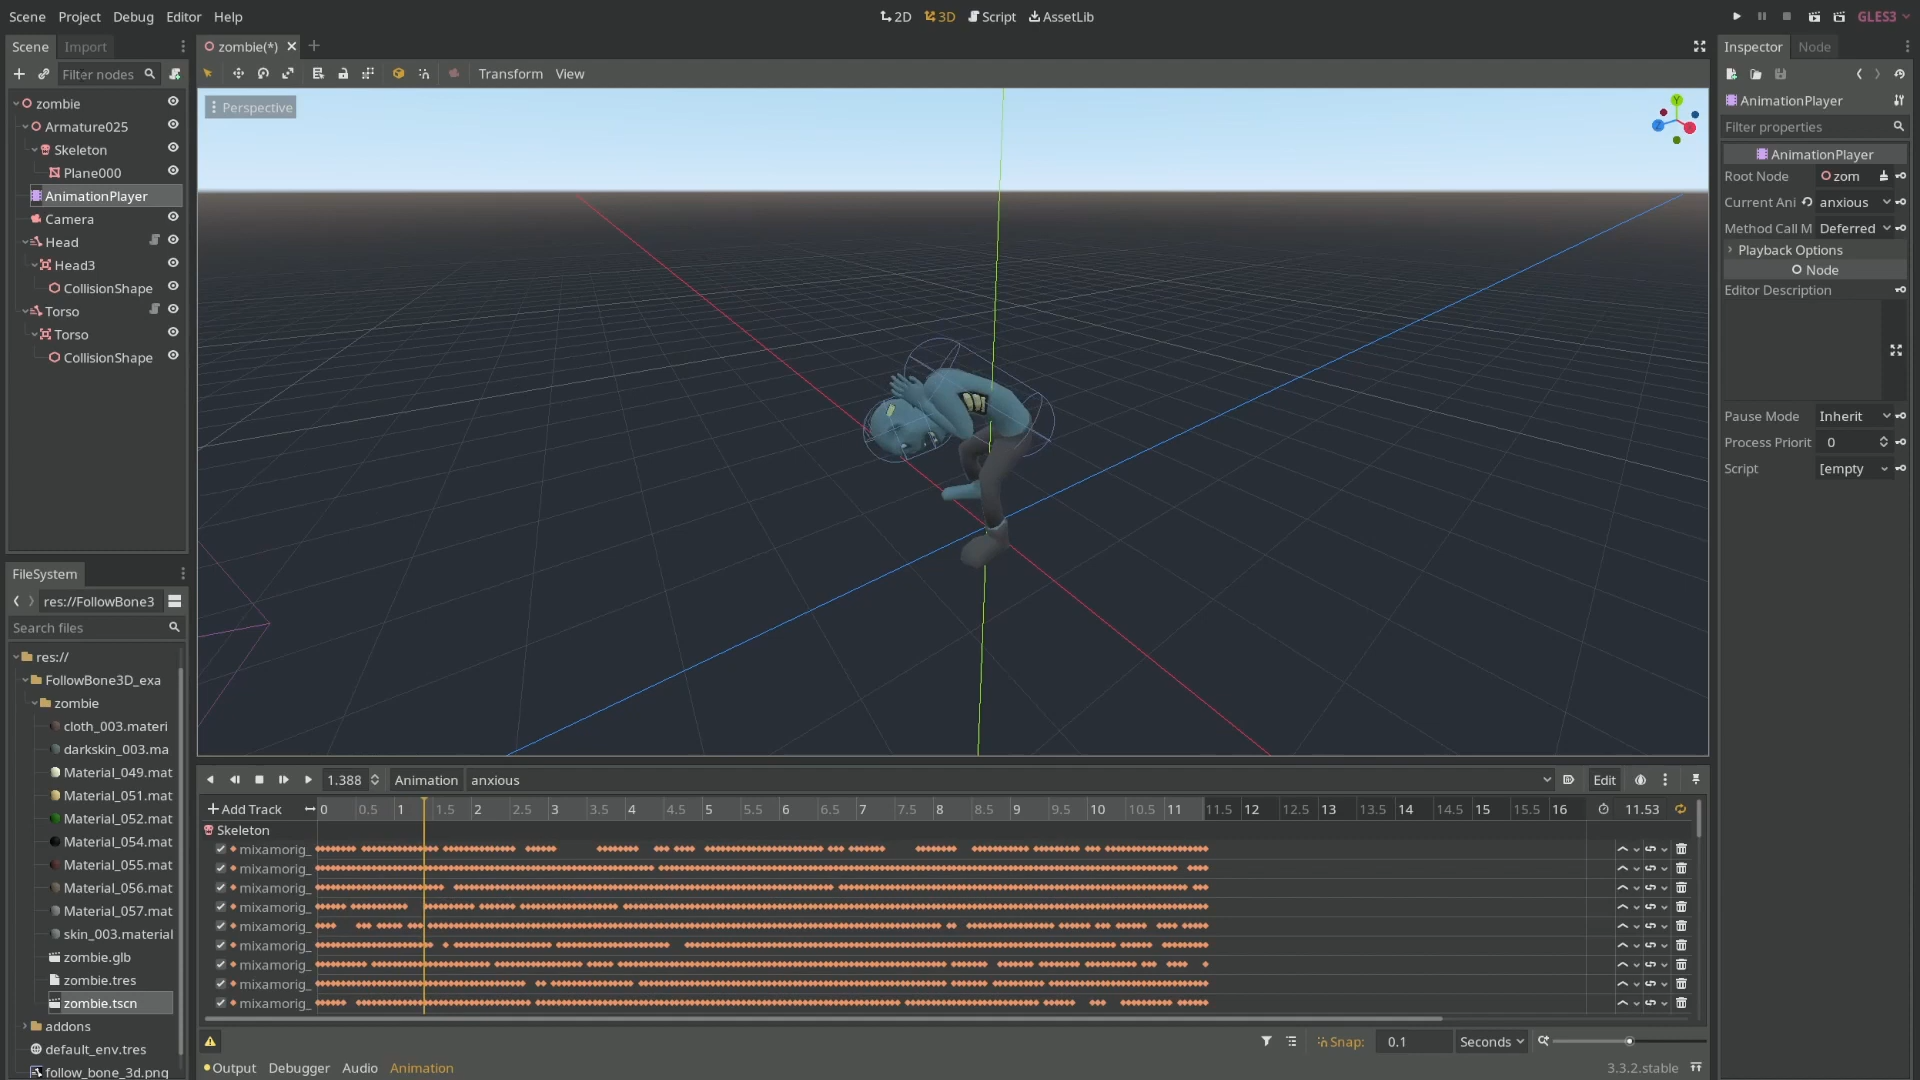 Scene Project Debug Editor Help
2D 3D Script AssetLib
GLES3
Scene Import
zombie(*)
Inspector Node
Filter nodes
Transform View
Perspective
zombie
Armature025
Skeleton
Plane000
AnimationPlayer
Camera
Head
Head3
CollisionShape
Torso
Torso
CollisionShape
AnimationPlayer
Filter properties
AnimationPlayer
Root Node zom
Current Ani anxious
Method Call M Deferred
Playback Options
Node
Editor Description
Pause Mode Inherit
Process Priorit 0
Script [empty
Y
Z
FileSystem
res://FollowBone3
Search files
res://
FollowBone3D_exa
zombie
cloth_003.materi
darkskin_003.ma
Material_049.mat
Material_051.mat
Material_052.mat
Material_054.mat
Material_055.mat
Material_056.mat
Material_057.mat
skin_003.material
zombie.glb
zombie.tres
zombie.tscn
addons
default_env.tres
follow_bone_3d.png
1.388 Animation anxious Edit
Add Track 0 0.5 1 1.5 2 2.5 3 3.5 4 4.5 5 5.5 6 6.5 7 7.5 8 8.5 9 9.5 10 10.5 11 11.5 12 12.5 13 13.5 14 14.5 15 15.5 16 11.53
Skeleton
mixamorig_
mixamorig_
mixamorig_
mixamorig_
mixamorig_
mixamorig_
mixamorig_
mixamorig_
mixamorig_
Snap: 0.1 Seconds
Output Debugger Audio Animation 3.3.2.stable